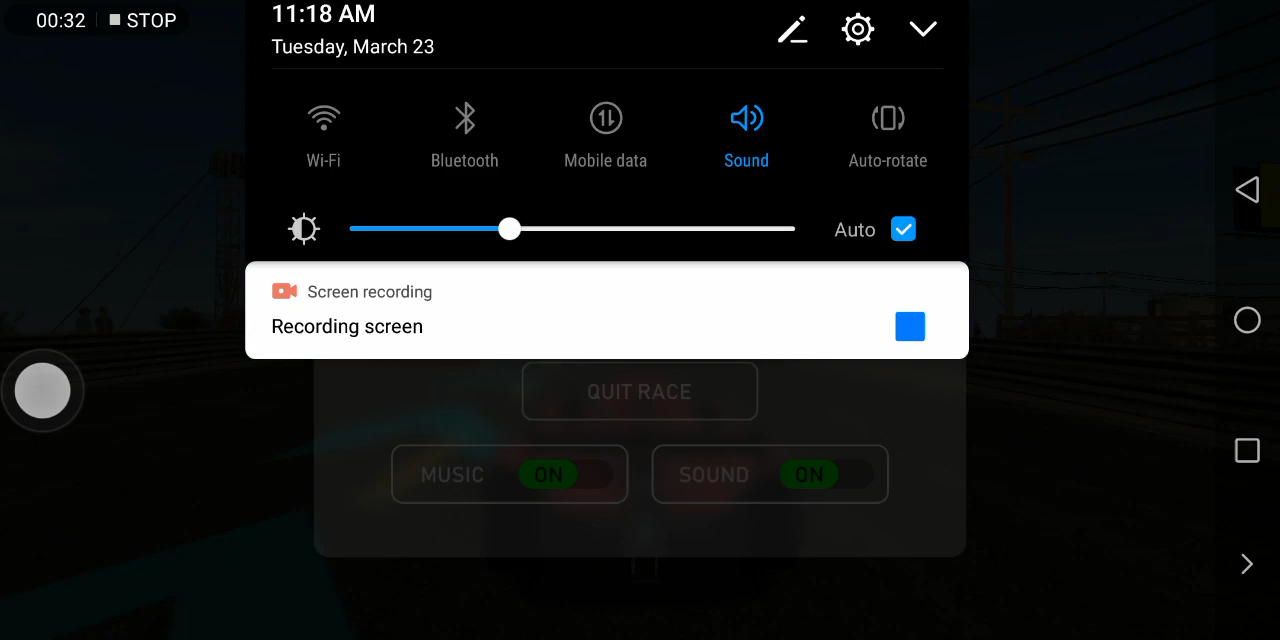 00:32 STOP
11:18 AM
Tuesday, March 23
Wi-Fi
Bluetooth
Mobile data
Sound
Auto-rotate
Auto
Screen recording
Recording screen
QUIT RACE
MUSIC ON
SOUND ON